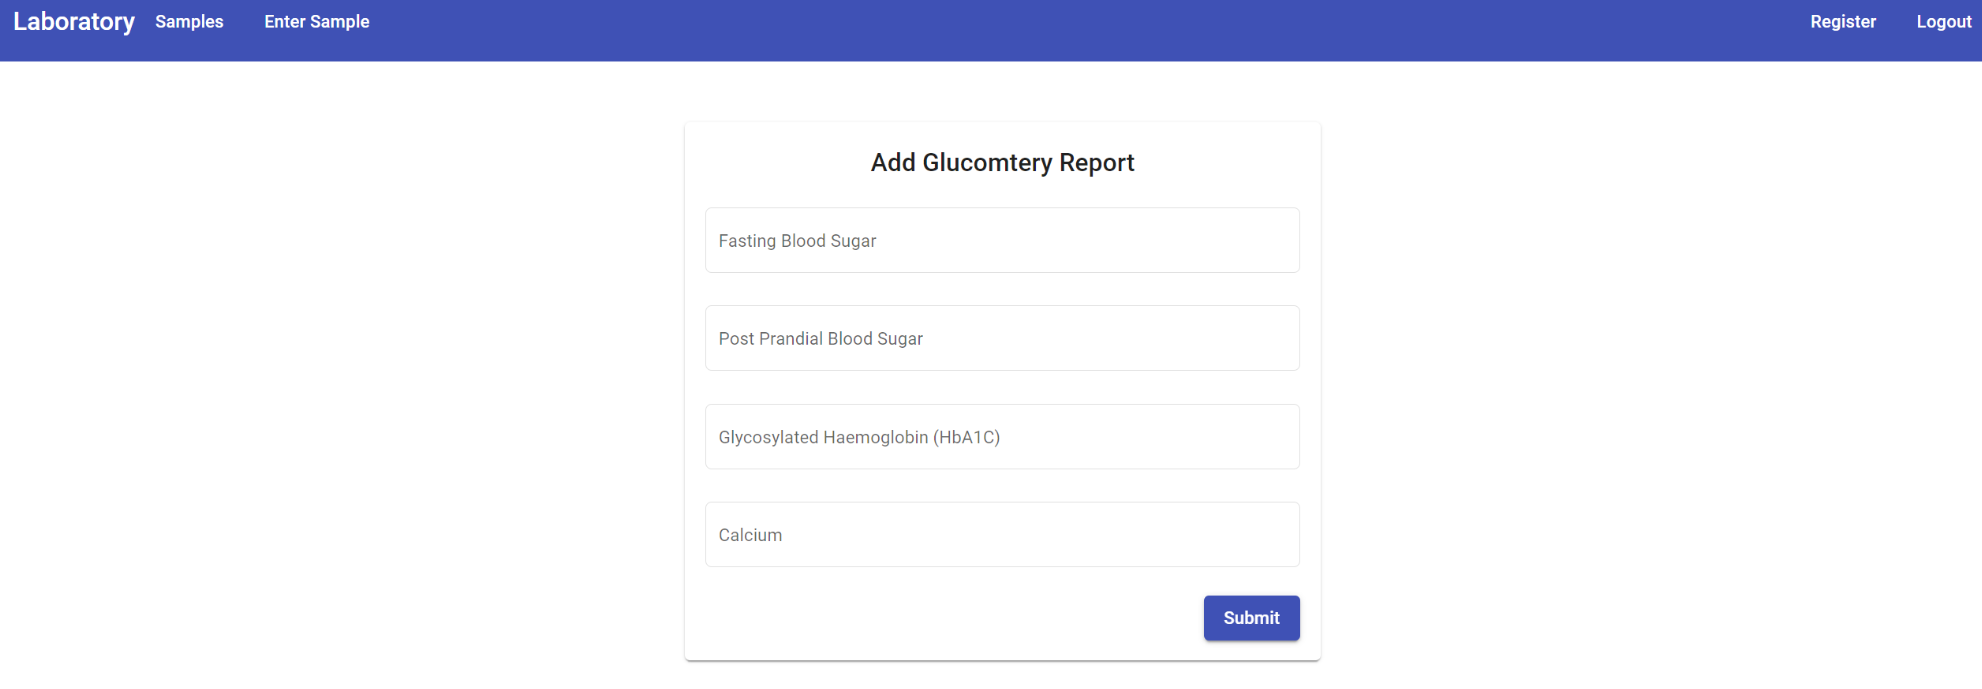 Laboratory Samples Enter Sample Register Logout
Add Glucomtery Report
Fasting Blood Sugar
Post Prandial Blood Sugar
Glycosylated Haemoglobin (HbA1C)
Calcium
Submit